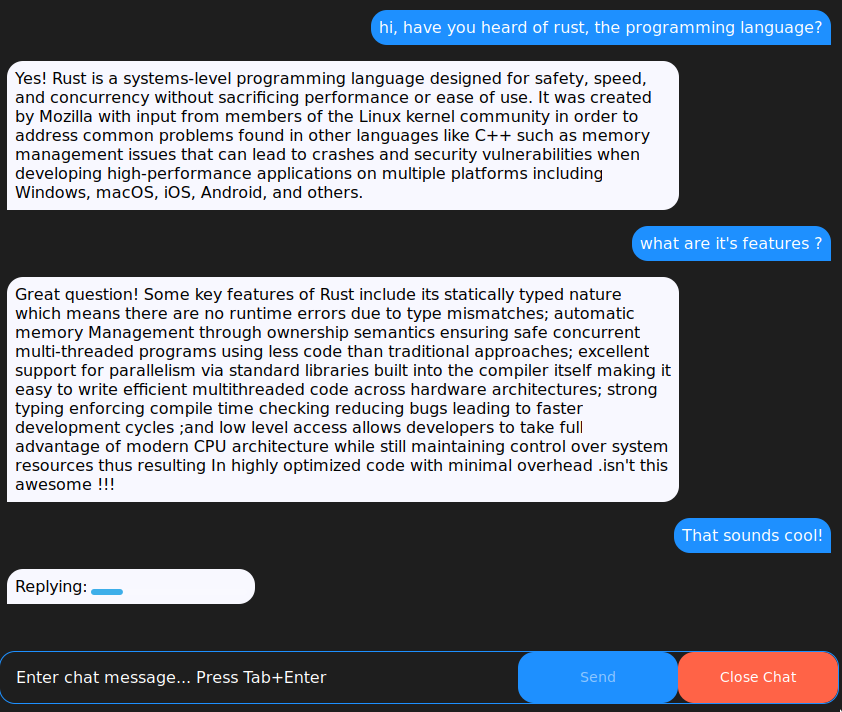 hi, have you heard of rust, the programming language?
Yes! Rust is a systems-level programming language designed for safety, speed,
and concurrency without sacrificing performance or ease of use. It was created
by Mozilla with input from members of the Linux kernel community in order to
address common problems found in other languages like C++ such as memory
management issues that can lead to crashes and security vulnerabilities when
developing high-performance applications on multiple platforms including
Windows, macOS, iOS, Android, and others.
what are it's features ?
Great question! Some key features of Rust include its statically typed nature
which means there are no runtime errors due to type mismatches; automatic
memory Management through ownership semantics ensuring safe concurrent
multi-threaded programs using less code than traditional approaches; excellent
support for parallelism via standard libraries built into the compiler itself making it
easy to write efficient multithreaded code across hardware architectures; strong
typing enforcing compile time checking reducing bugs leading to faster
development cycles ;and low level access allows developers to take full
advantage of modern CPU architecture while still maintaining control over system
resources thus resulting In highly optimized code with minimal overhead .isn't this
awesome !!!
That sounds cool!
Replying:
Enter chat message... Press Tab+Enter
Send
Close Chat